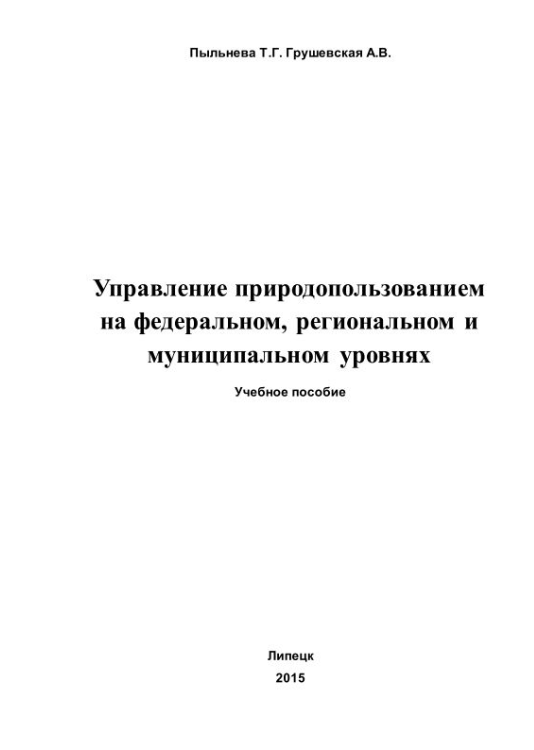 Пыльнева Т.Г. Грушевская А.В.
Управление природопользованием
на федеральном, региональном и
муниципальном уровнях
Учебное пособие
Липецк
2015